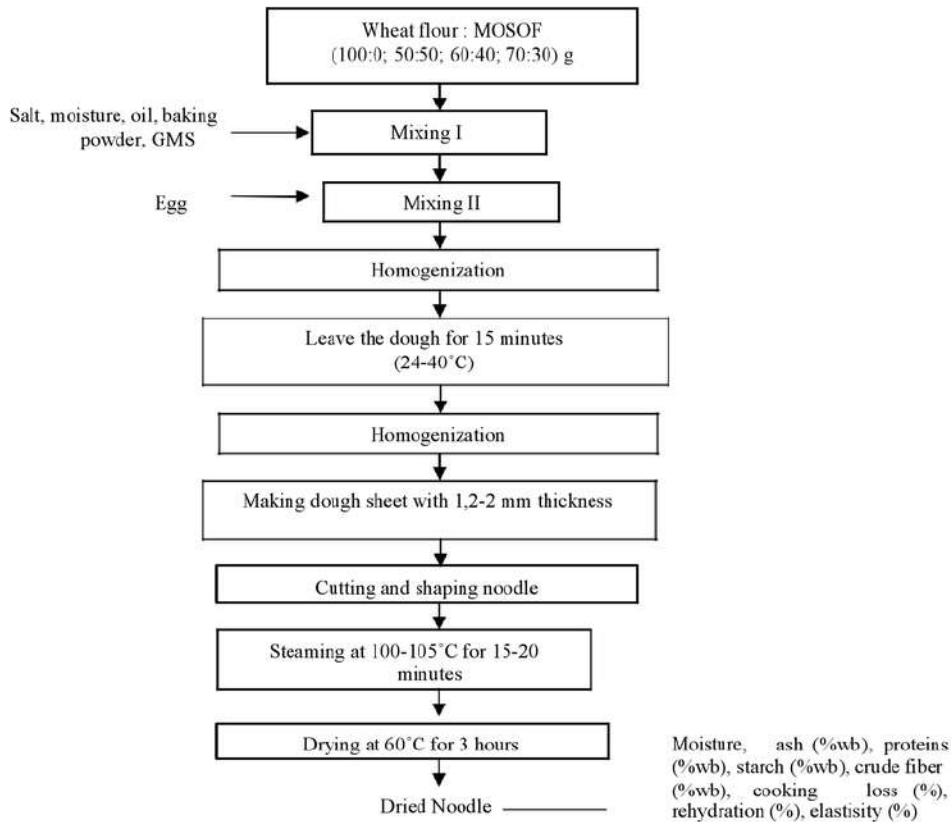 Wheat flour : MOSOF
(100:0; 50:50; 60:40; 70:30) g
Salt, moisture, oil, baking
powder, GMS
Mixing I
Egg
Mixing II
Homogenization
Leave the dough for 15 minutes
(24-40˚C)
Homogenization
Making dough sheet with 1,2-2 mm thickness
Cutting and shaping noodle
Steaming at 100-105˚C for 15-20
minutes
Drying at 60˚C for 3 hours
Dried Noodle
Moisture, ash (%wb), proteins
(%wb), starch (%wb), crude fiber
(%wb), cooking loss (%),
rehydration (%), elastisity (%)